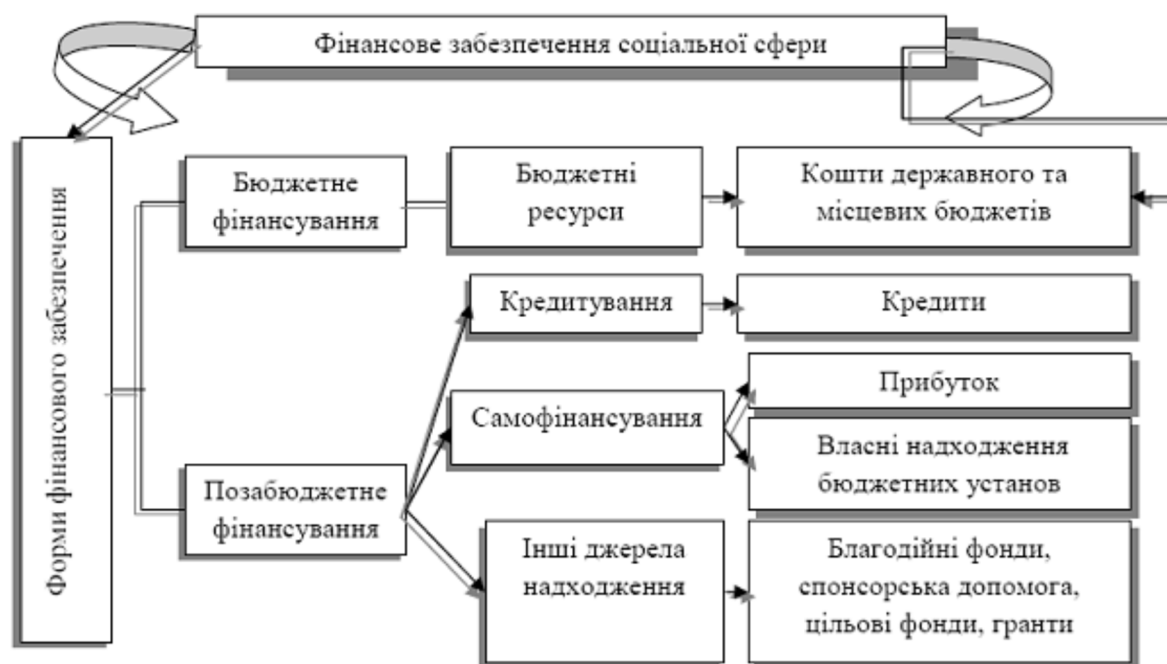 Фінансове забезпечення соціальної сфери
Форми фінансового забезпечення
Бюджетне
фінансування
Бюджетні
ресурси
Кошти державного та
місцевих бюджетів
Кредитування
Кредити
Самофінансування
Прибуток
Власні надходження
бюджетних установ
Позабюджетне
фінансування
Інші джерела
надходження
Благодійні фонди,
спонсорська допомога,
цільові фонди, гранти